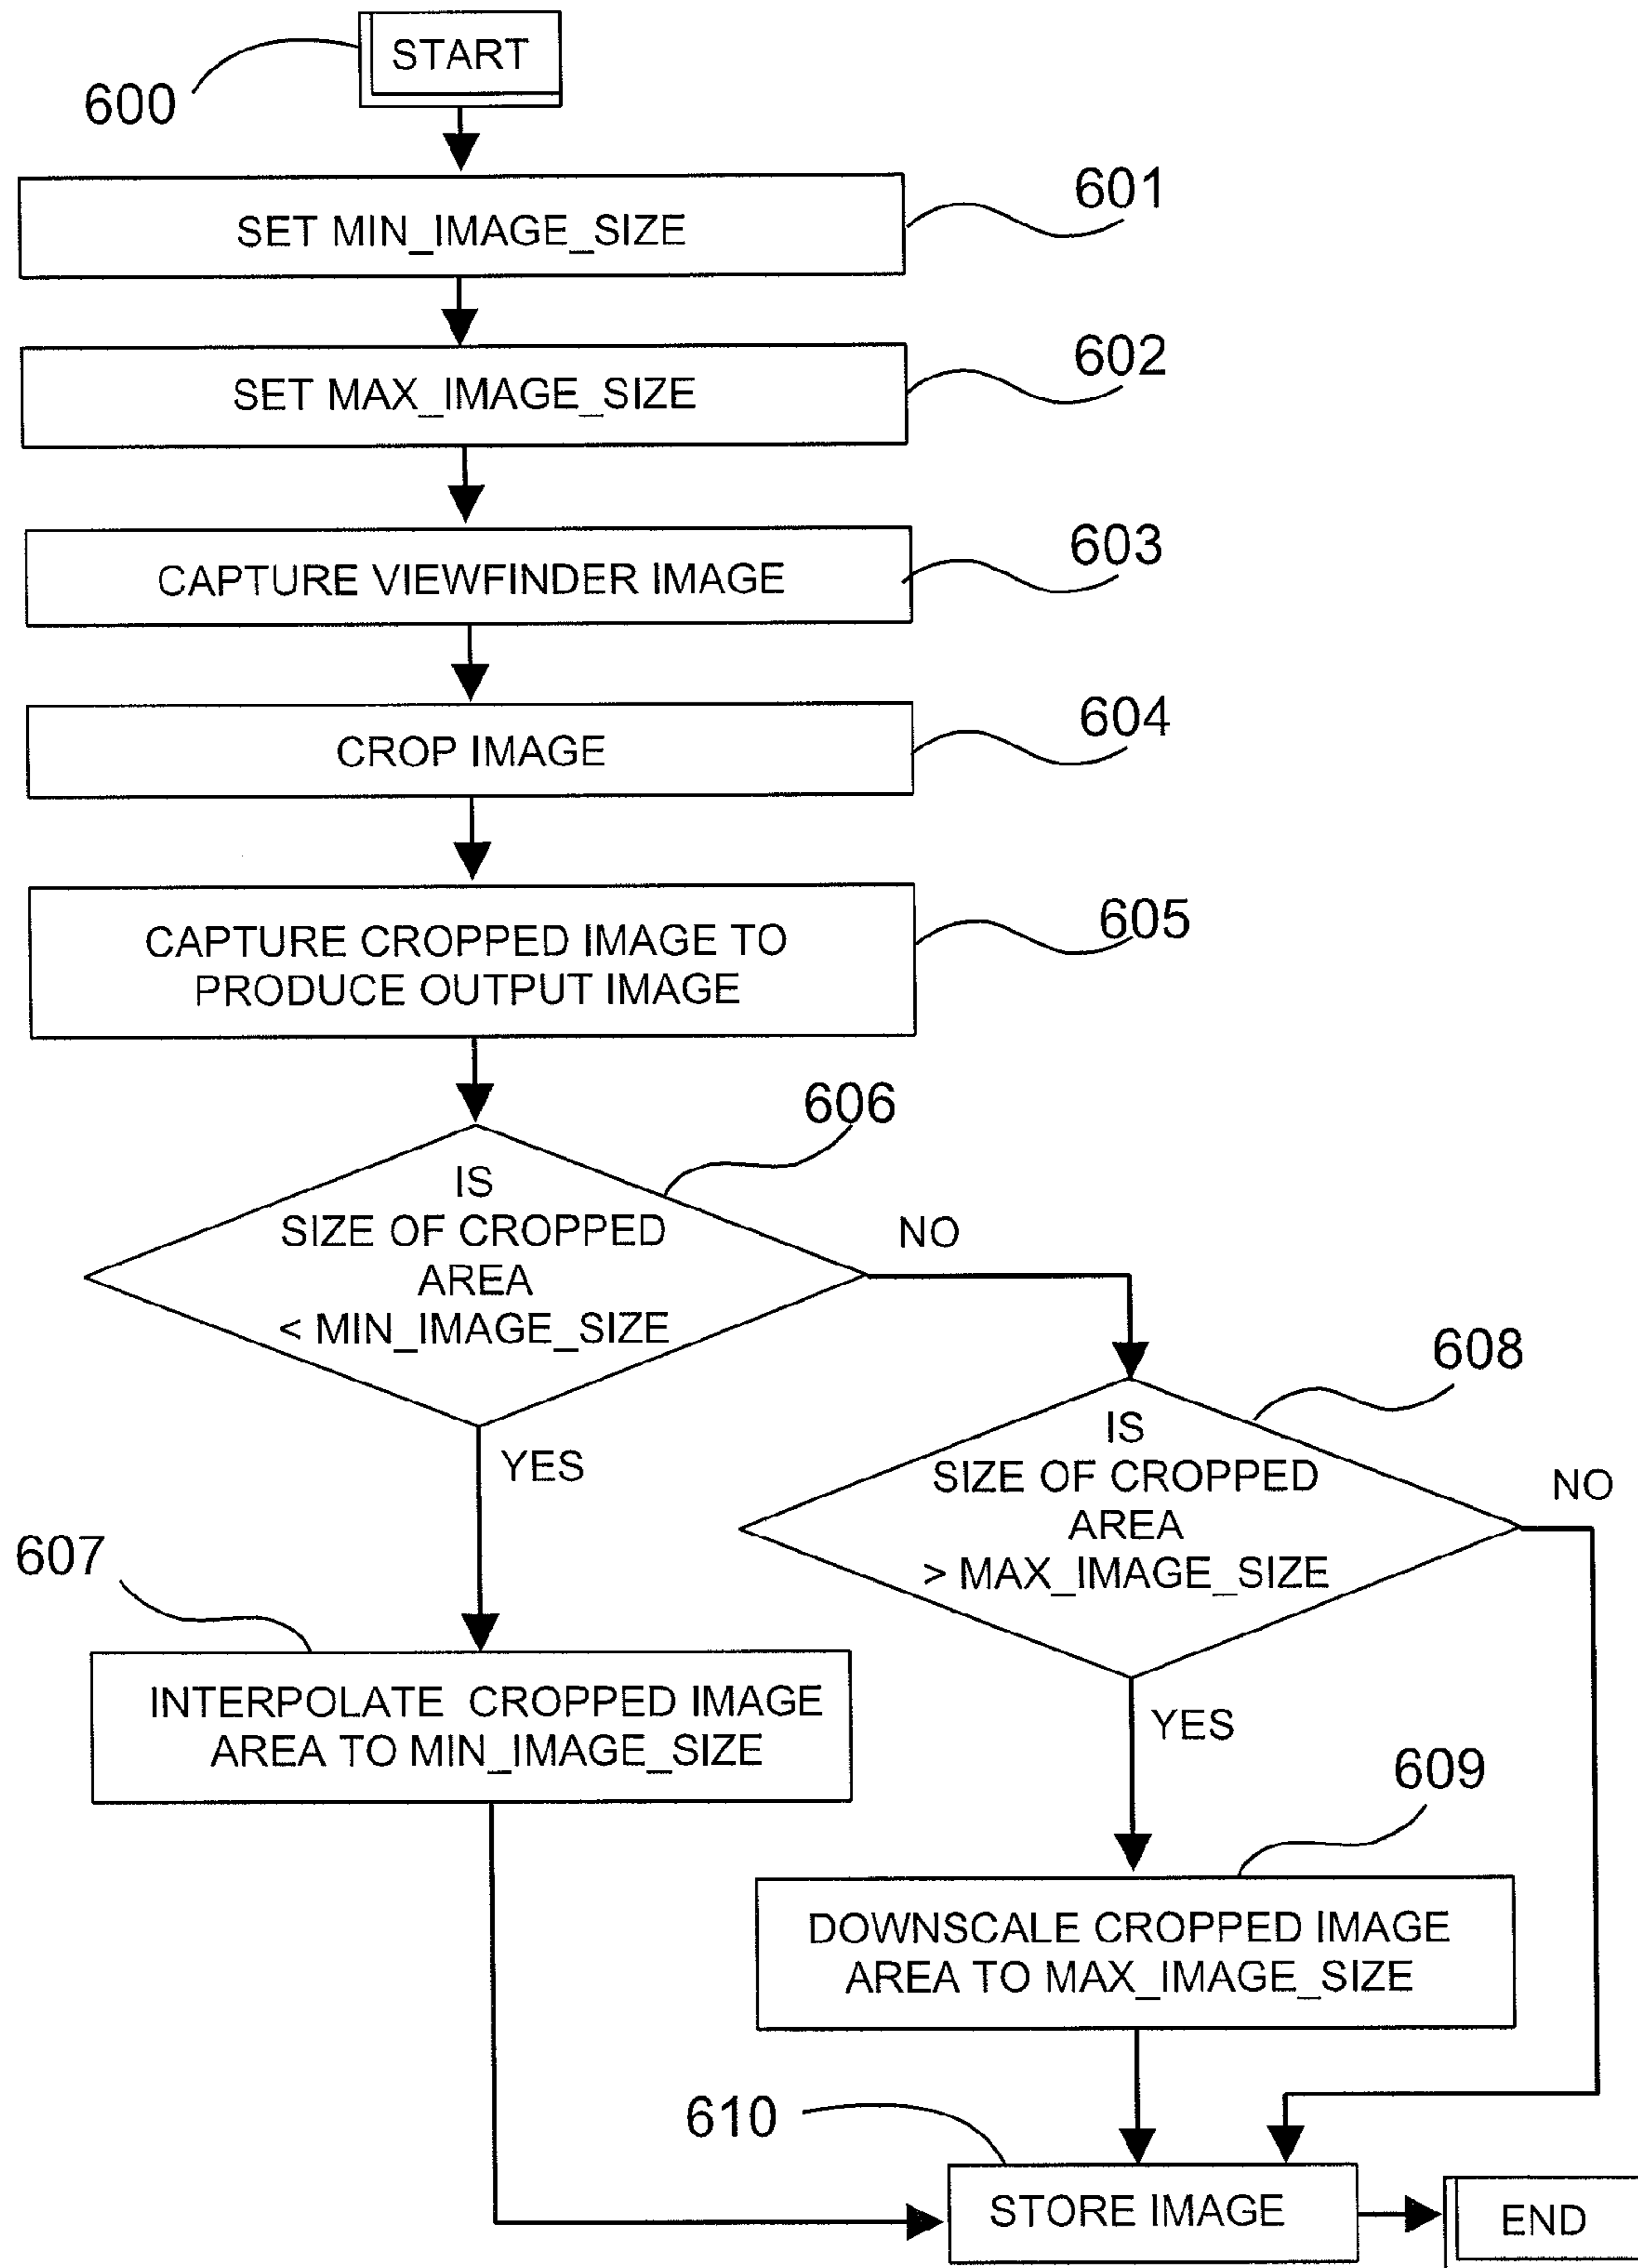 START
600
601
SET MIN_IMAGE_SIZE
602
SET MAX_IMAGE_SIZE
603
CAPTURE VIEWFINDER IMAGE
604
CROP IMAGE
605
CAPTURE CROPPED IMAGE TO
PRODUCE OUTPUT IMAGE
606
IS
SIZE OF CROPPED
AREA
< MIN_IMAGE_SIZE
NO
YES
608
IS
SIZE OF CROPPED
AREA
> MAX_IMAGE_SIZE
NO
YES
607
INTERPOLATE CROPPED IMAGE
AREA TO MIN_IMAGE_SIZE
609
DOWNSCALE CROPPED IMAGE
AREA TO MAX_IMAGE_SIZE
610
STORE IMAGE
END